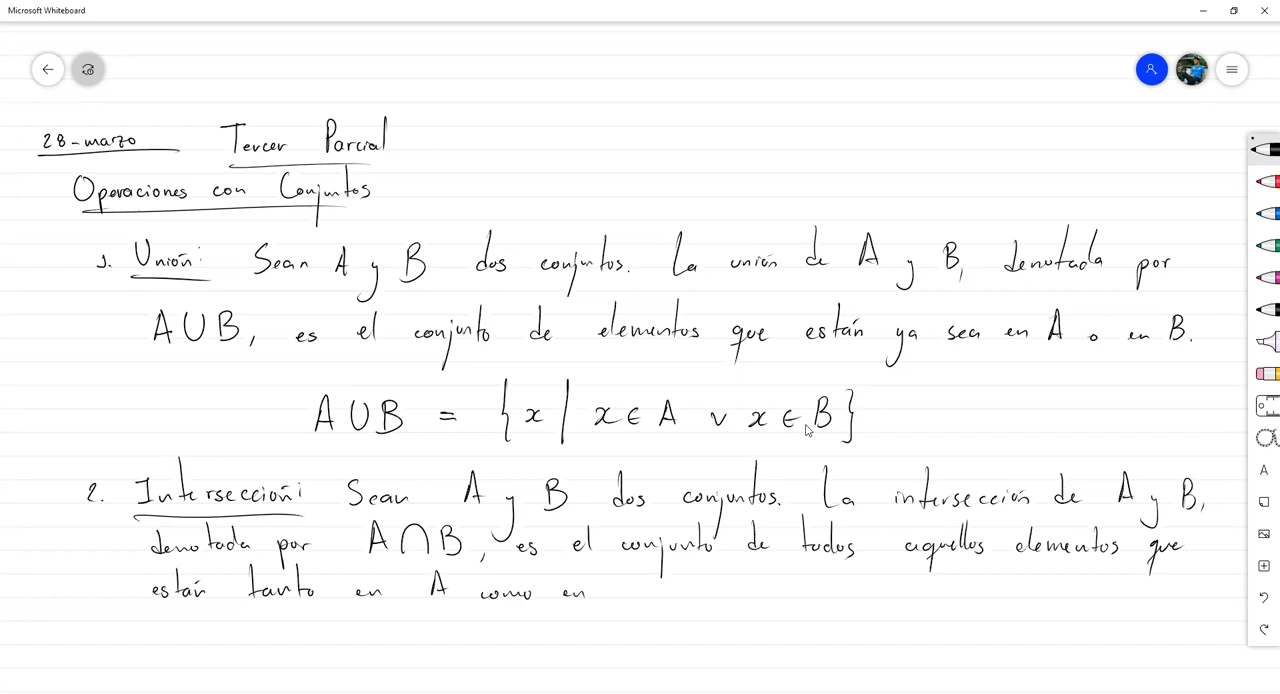 Microsoft Whiteboard
28-marzo Tercer Parcial
Operaciones con Conjuntos
1. Unión: Sean A y B dos conjuntos. La unión de A y B, denotada por
A∪B, es el conjunto de elementos que están ya sea en A o en B.
A∪B = {x | x ∈ A ∨ x ∈ B}
2. Intersección: Sean A y B dos conjuntos. La intersección de A y B,
denotada por A∩B, es el conjunto de todos aquellos elementos que
están tanto en A como en